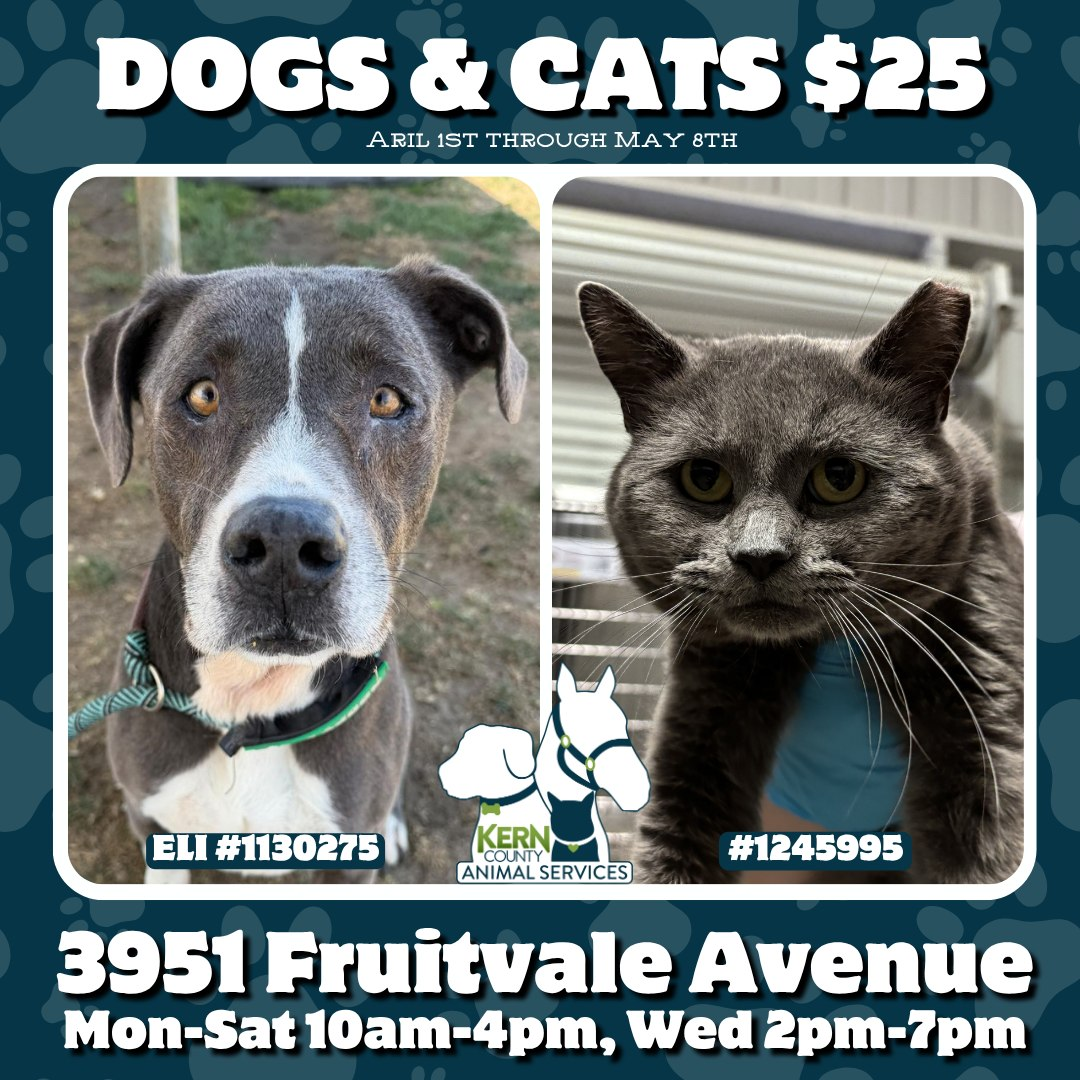 DOGS & CATS $25
ARIL 1ST THROUGH MAY 8TH
ELI #1130275
#1245995
KERN
COUNTY
ANIMAL SERVICES
3951 Fruitvale Avenue
Mon-Sat 10am-4pm, Wed 2pm-7pm